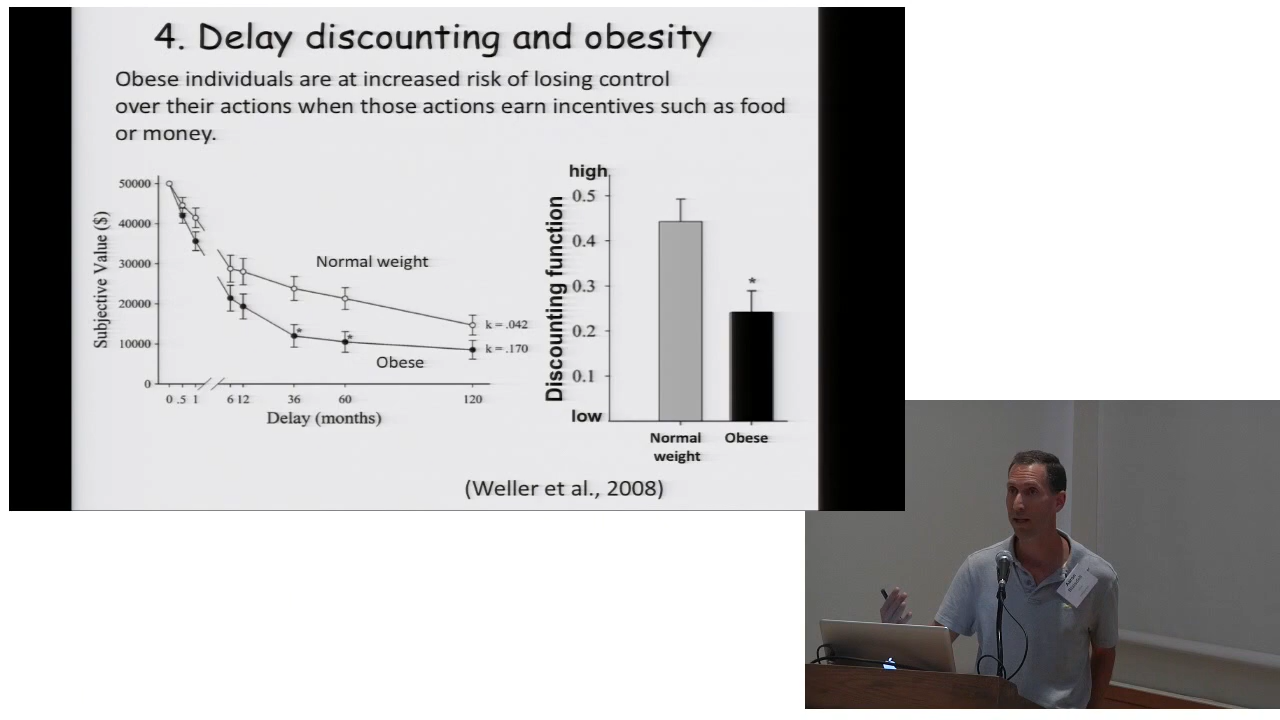 4. Delay discounting and obesity
Obese individuals are at increased risk of losing control
over their actions when those actions earn incentives such as food
or money.
50000
40000
30000
20000
10000
0
Subjective Value ($)
Normal weight
Obese
k = .042
k = .170
*
*
0 .5 1 6 12 36 60 120
Delay (months)
high
0.5
0.4
0.3
0.2
0.1
low
Discounting function
*
Normal
weight
Obese
(Weller et al., 2008)